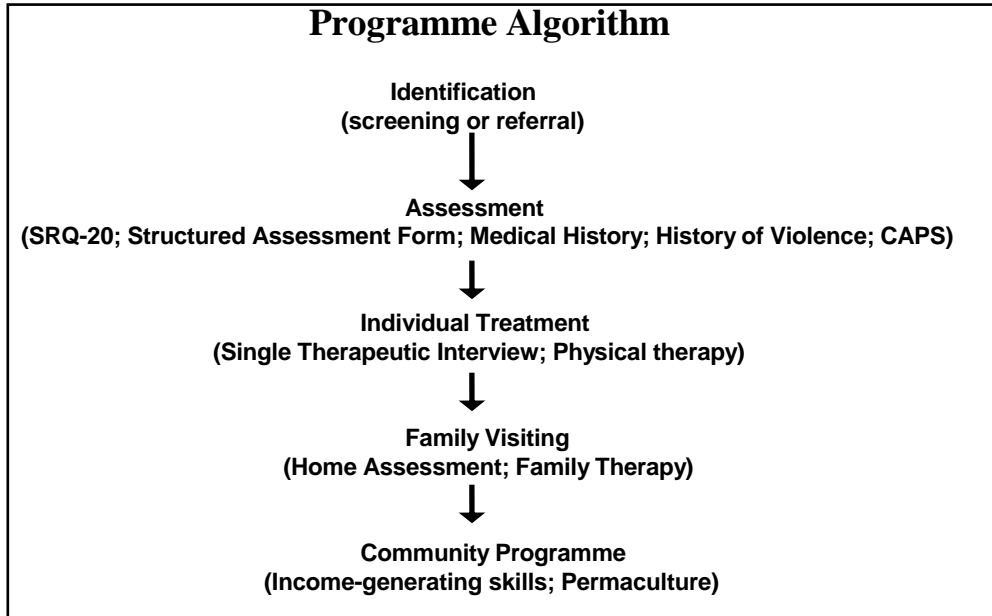 Programme Algorithm
Identification
(screening or referral)
Assessment
(SRQ-20; Structured Assessment Form; Medical History; History of Violence; CAPS)
Individual Treatment
(Single Therapeutic Interview; Physical therapy)
Family Visiting
(Home Assessment; Family Therapy)
Community Programme
(Income-generating skills; Permaculture)